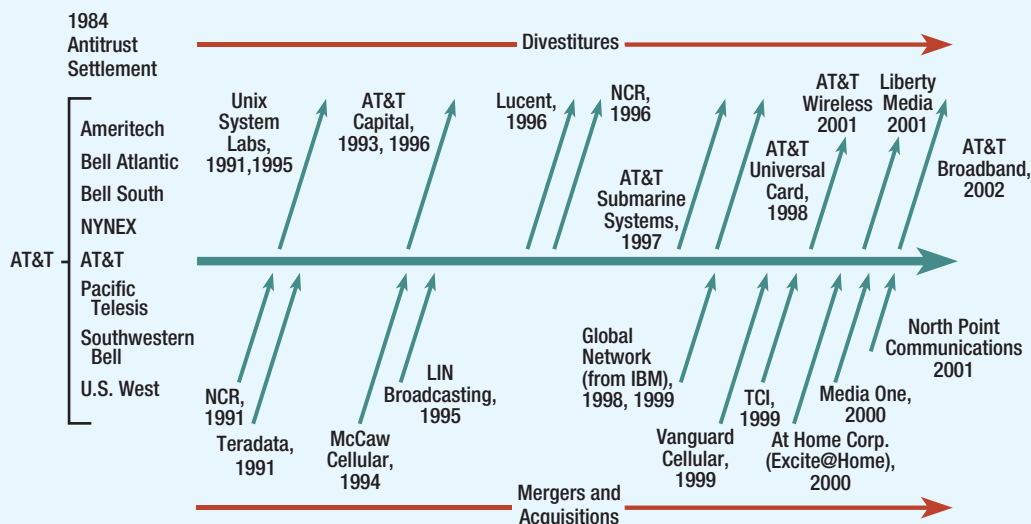 1984
Antitrust
Settlement
Divestitures
AT&T
Ameritech
Bell Atlantic
Bell South
NYNEX
AT&T
Pacific
Telesis
Southwestern
Bell
U.S. West
Unix
System
Labs,
1991,1995
AT&T
Capital,
1993, 1996
Lucent,
1996
NCR,
1996
AT&T
Submarine
Systems,
1997
AT&T
Universal
Card,
1998
AT&T
Wireless
2001
Liberty
Media
2001
AT&T
Broadband,
2002
NCR,
1991
Teradata,
1991
McCaw
Cellular,
1994
LIN
Broadcasting,
1995
Global
Network
(from IBM),
1998, 1999
Vanguard
Cellular,
1999
TCI,
1999
At Home Corp.
(Excite@Home),
2000
Media One,
2000
North Point
Communications
2001
Mergers and
Acquisitions